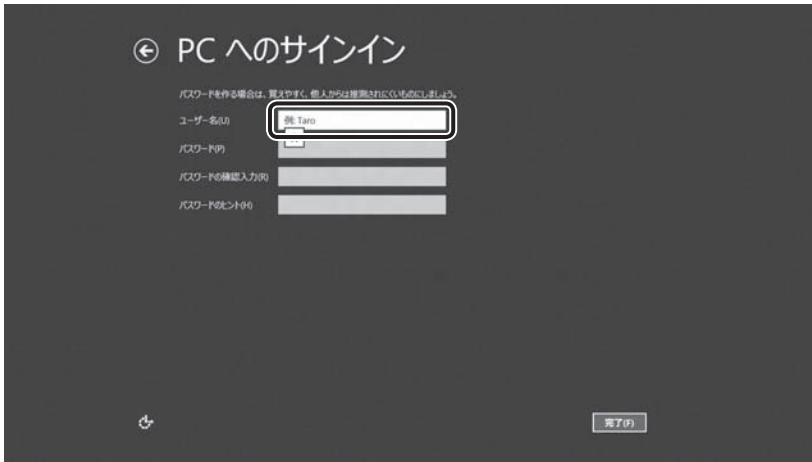 PC へのサインイン
パスワードを作る場合は、覚えやすく、他人からは推測されにくいものにしましょう。
ユーザー名(U)
例: Taro
パスワード(P)
パスワードの確認入力(R)
パスワードのヒント(H)
完了(F)